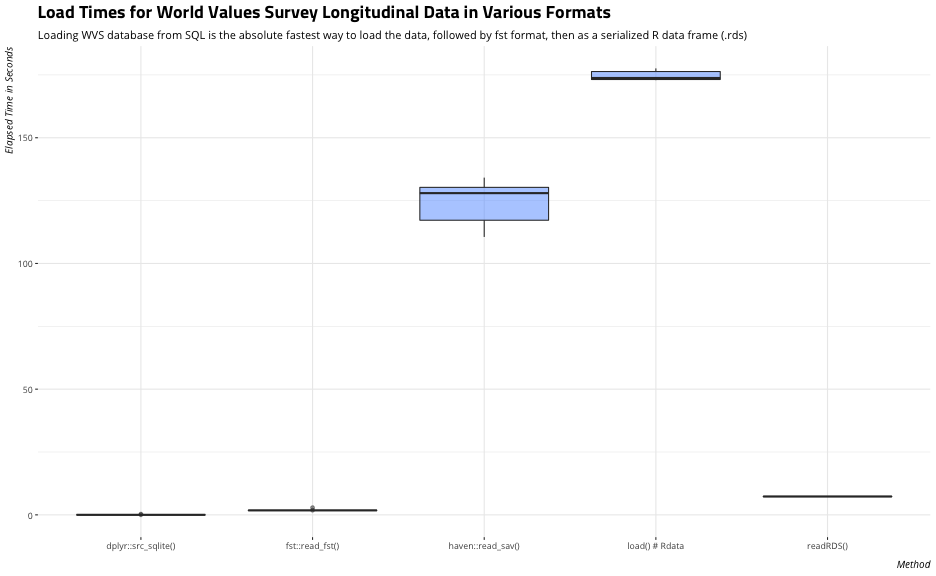 Load Times for World Values Survey Longitudinal Data in Various Formats
Loading WVS database from SQL is the absolute fastest way to load the data, followed by fst format, then as a serialized R data frame (.rds)
Elapsed Time in Seconds
150
100
50
0
dplyr::src_sqlite()
fst::read_fst()
haven::read_sav()
load() # Rdata
readRDS()
Method